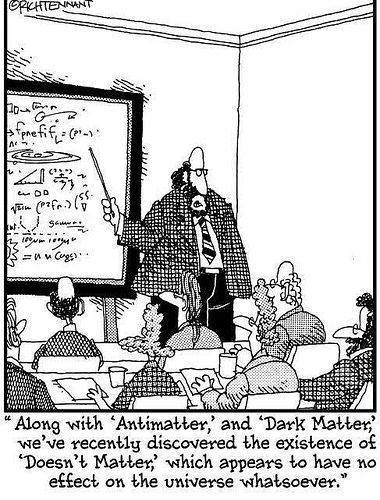 ©RICHTENNANT
"Along with 'Antimatter,' and 'Dark Matter,'
we've recently discovered the existence of
'Doesn't Matter,' which appears to have no
effect on the universe whatsoever."